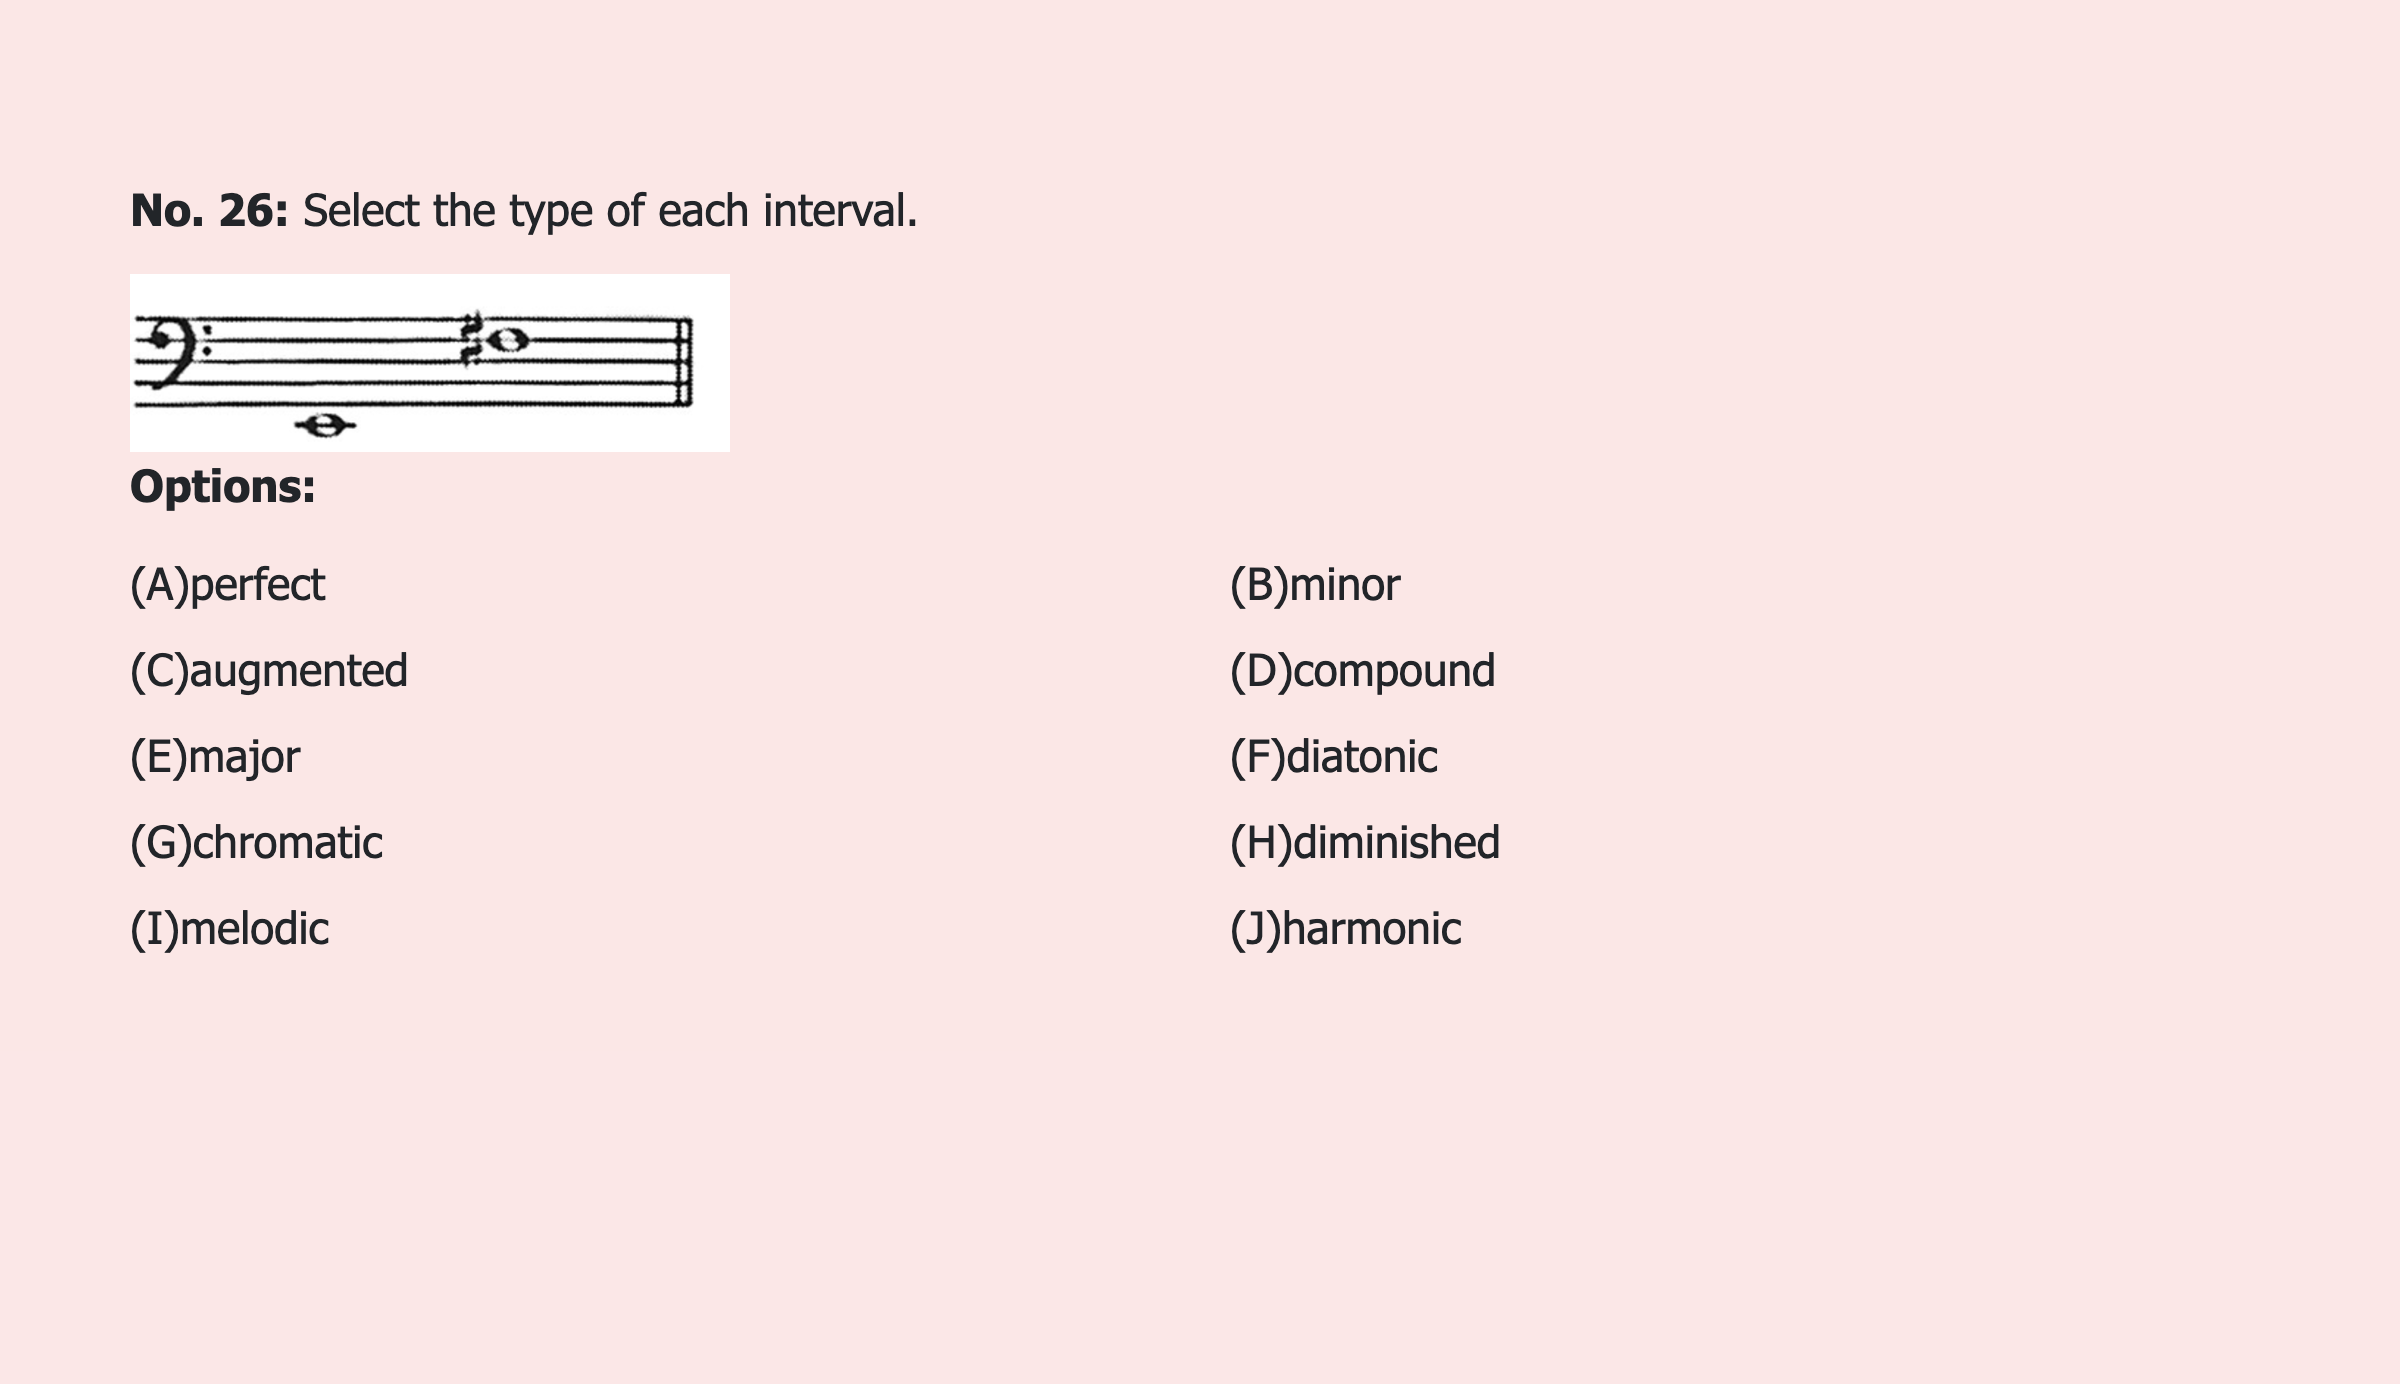 No. 26: Select the type of each interval.
Options:
(A)perfect
(B)minor
(C)augmented
(D)compound
(E)major
(F)diatonic
(G)chromatic
(H)diminished
(I)melodic
(J)harmonic